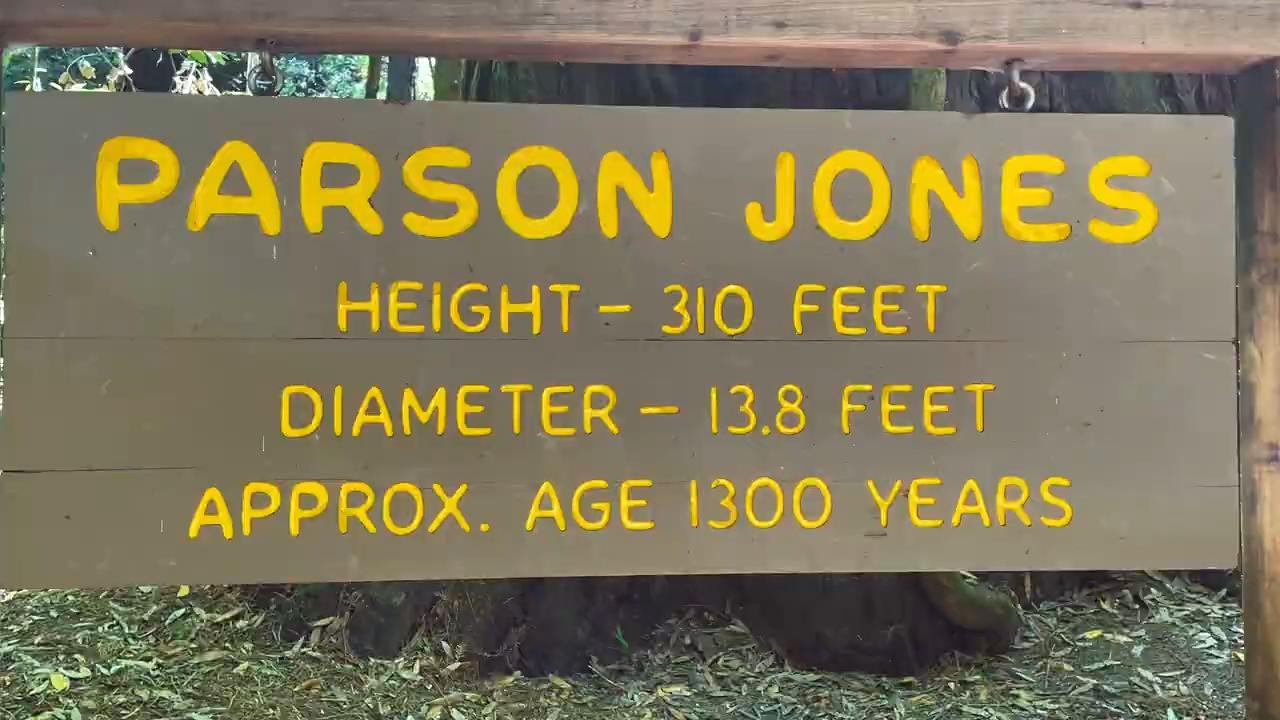 PARSON JONES
HEIGHT – 310 FEET
DIAMETER – 13.8 FEET
APPROX. AGE 1300 YEARS